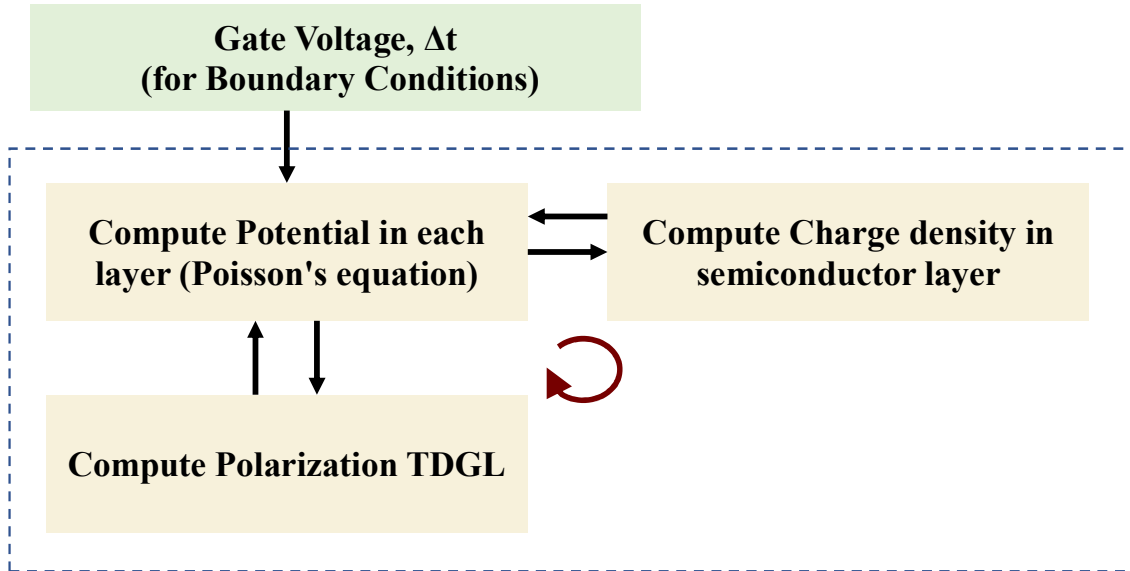 Gate Voltage, Δt
(for Boundary Conditions)
Compute Potential in each
layer (Poisson's equation)
Compute Charge density in
semiconductor layer
Compute Polarization TDGL